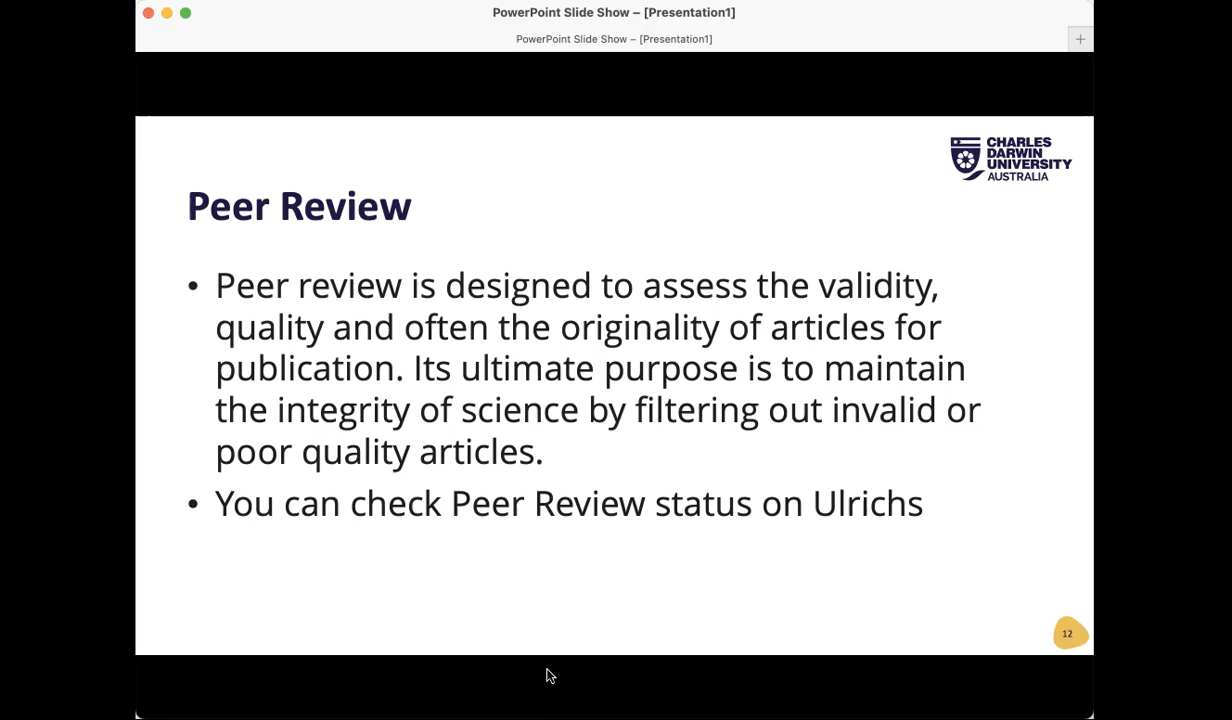 PowerPoint Slide Show – [Presentation1]
PowerPoint Slide Show – [Presentation1]
CHARLES
DARWIN
UNIVERSITY
AUSTRALIA
Peer Review
• Peer review is designed to assess the validity,
quality and often the originality of articles for
publication. Its ultimate purpose is to maintain
the integrity of science by filtering out invalid or
poor quality articles.
• You can check Peer Review status on Ulrichs
12